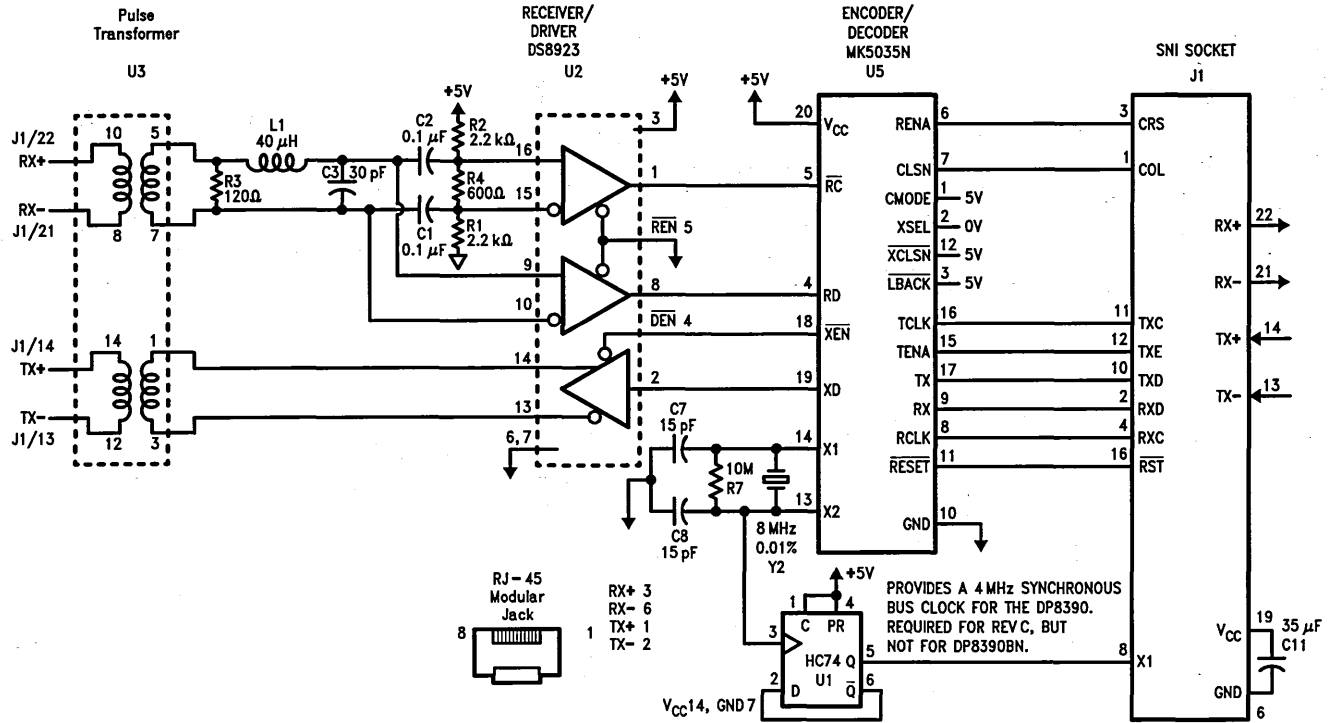 Pulse
Transformer
U3
RECEIVER/
DRIVER
DS8923
U2
ENCODER/
DECODER
MK5035N
U5
SNI SOCKET
J1
J1/22
RX+
RX-
J1/21
10
8
5
7
R3
120Ω
L1
40 μH
C3
30 pF
C2
0.1 μF
C1
0.1 μF
+5V
R2
2.2 kΩ
R4
600Ω
R1
2.2 kΩ
16
15
9
10
3
+5V
1
R̅E̅N̅ 5
8
D̅E̅N̅ 4
14
13
2
6, 7
J1/14
TX+
TX-
J1/13
14
12
1
3
+5V
20
VCC
5
R̅C̅
4
RD
18
X̅E̅N̅
19
XD
14
X1
13
X2
RENA
6
CLSN
7
CMODE
1
5V
XSEL
2
0V
X̅C̅L̅S̅N̅
12
5V
L̅B̅A̅C̅K̅
3
5V
TCLK
16
TENA
15
TX
17
RX
9
RCLK
8
R̅E̅S̅E̅T̅
11
GND
10
3
CRS
1
COL
11
TXC
12
TXE
10
TXD
2
RXD
4
RXC
16
R̅S̅T̅
RX+
22
RX-
21
TX+
14
TX-
13
C7
15 pF
C8
15 pF
10M
R7
8 MHz
0.01%
Y2
RJ-45
Modular
Jack
8
1
RX+ 3
RX- 6
TX+ 1
TX- 2
+5V
1
4
C
PR
3
HC74
U1
Q
5
2
D
Q̅
6
VCC14, GND 7
PROVIDES A 4 MHz SYNCHRONOUS
BUS CLOCK FOR THE DP8390.
REQUIRED FOR REV C, BUT
NOT FOR DP8390BN.
8
X1
VCC
19
35 μF
C11
GND
6